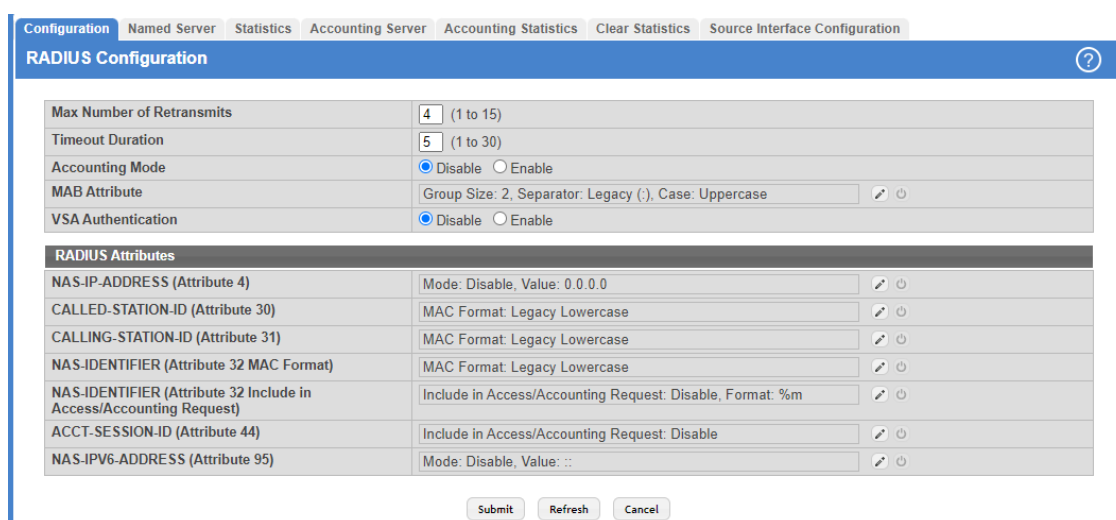 Configuration Named Server Statistics Accounting Server Accounting Statistics Clear Statistics Source Interface Configuration
RADIUS Configuration ?
Max Number of Retransmits 4 (1 to 15)
Timeout Duration 5 (1 to 30)
Accounting Mode Disable Enable
MAB Attribute Group Size: 2, Separator: Legacy (:), Case: Uppercase
VSA Authentication Disable Enable
RADIUS Attributes
NAS-IP-ADDRESS (Attribute 4) Mode: Disable, Value: 0.0.0.0
CALLED-STATION-ID (Attribute 30) MAC Format: Legacy Lowercase
CALLING-STATION-ID (Attribute 31) MAC Format: Legacy Lowercase
NAS-IDENTIFIER (Attribute 32 MAC Format) MAC Format: Legacy Lowercase
NAS-IDENTIFIER (Attribute 32 Include in Include in Access/Accounting Request: Disable, Format: %m
Access/Accounting Request)
ACCT-SESSION-ID (Attribute 44) Include in Access/Accounting Request: Disable
NAS-IPV6-ADDRESS (Attribute 95) Mode: Disable, Value: ::
Submit Refresh Cancel